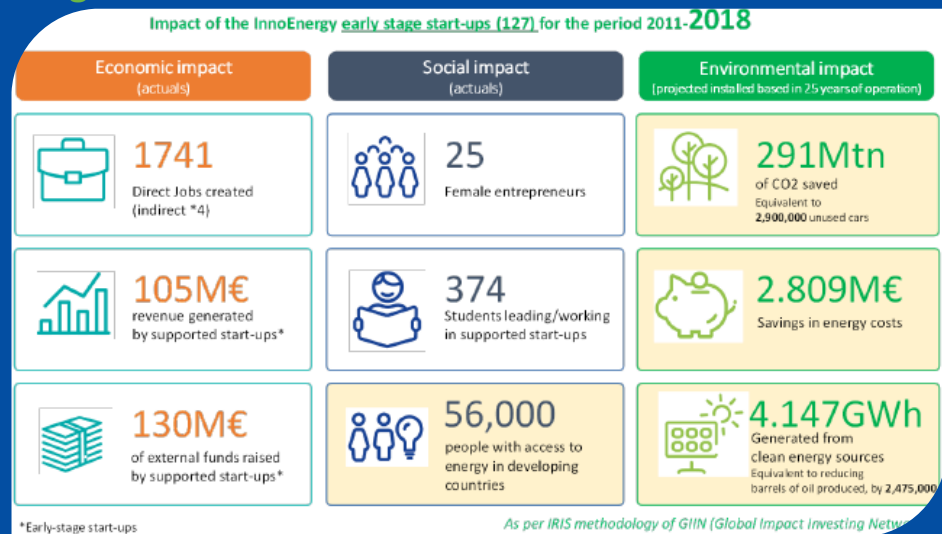 Impact of the InnoEnergy early stage start-ups (127) for the period 2011-2018
Economic impact
(actuals)
Social impact
(actuals)
Environmental impact
(projected installed based in 25 years of operation)
1741
Direct Jobs created
(indirect *4)
25
Female entrepreneurs
291Mtn
of CO2 saved
Equivalent to
2,900,000 unused cars
105M€
revenue generated
by supported start-ups*
374
Students leading/working
in supported start-ups
2.809M€
Savings in energy costs
130M€
of external funds raised
by supported start-ups*
56,000
people with access to
energy in developing
countries
4.147GWh
Generated from
clean energy sources
Equivalent to reducing
barrels of oil produced, by 2,475,000
*Early-stage start-ups
As per IRIS methodology of GIIN (Global Impact Investing